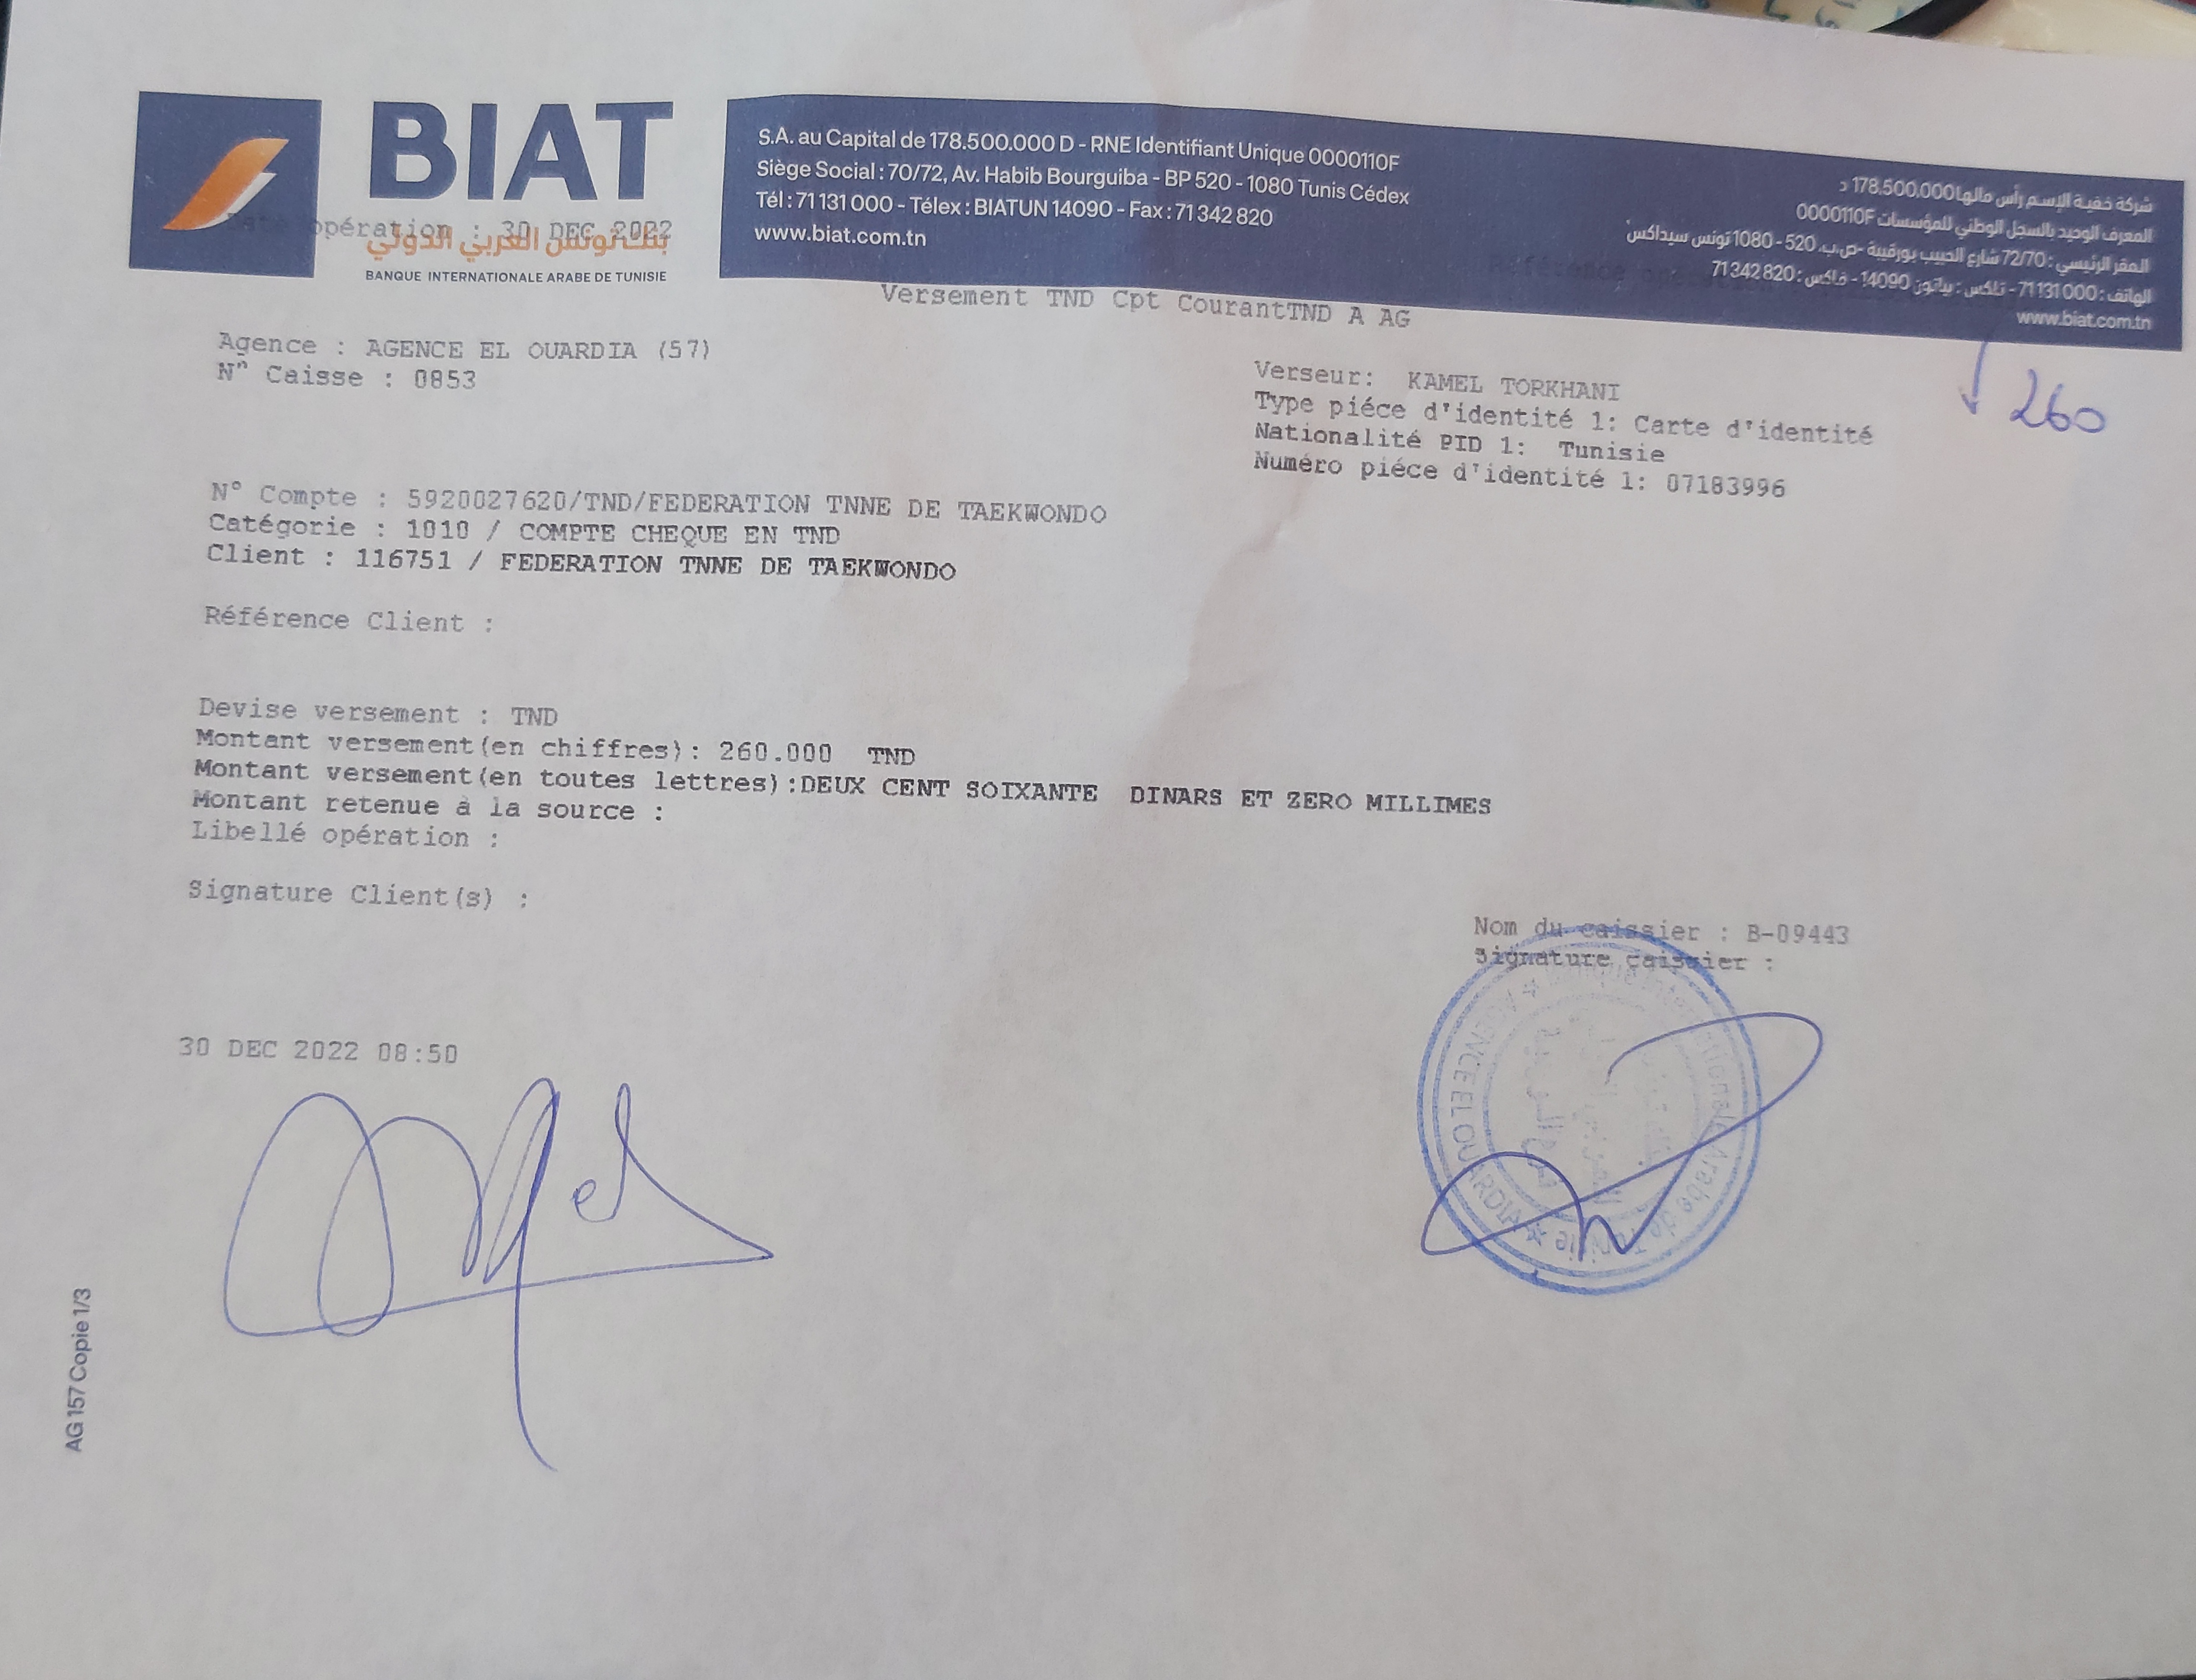 BIAT
بنك تونس العربي الدولي
BANQUE INTERNATIONALE ARABE DE TUNISIE
S.A. au Capital de 178.500.000 D - RNE Identifiant Unique 0000110F
Siège Social : 70/72, Av. Habib Bourguiba - BP 520 - 1080 Tunis Cédex
Tél : 71 131 000 - Télex : BIATUN 14090 - Fax : 71 342 820
www.biat.com.tn
شركة خفية الإسم رأس مالها 178.500.000 د
المعرف الوحيد بالسجل الوطني للمؤسسات 0000110F
المقر الرئيسي : 72/70 شارع الحبيب بورقيبة -ص.ب. 520 - 1080 تونس سيداكس
الهاتف : 71 131 000 - تلكس : بياتون 14090 - فاكس : 71 342 820
www.biat.com.tn
Date opération : 30 DEC 2022
Versement TND Cpt CourantTND A AG
260
Agence : AGENCE EL OUARDIA (57)
N° Caisse : 0853
Verseur: KAMEL TORKHANI
Type piéce d'identité 1: Carte d'identité
Nationalité PID 1: Tunisie
Numéro piéce d'identité 1: 07183996
N° Compte : 5920027620/TND/FEDERATION TNNE DE TAEKWONDO
Catégorie : 1010 / COMPTE CHEQUE EN TND
Client : 116751 / FEDERATION TNNE DE TAEKWONDO
Référence Client :
Devise versement : TND
Montant versement(en chiffres): 260.000 TND
Montant versement(en toutes lettres):DEUX CENT SOIXANTE DINARS ET ZERO MILLIMES
Montant retenue à la source :
Libellé opération :
Signature Client(s) :
Nom du caissier : B-09443
Signature caissier :
30 DEC 2022 08:50
Banque Internationale Arabe de Tunisie
AGENCE EL OUARDIA
AG 157 Copie 1/3